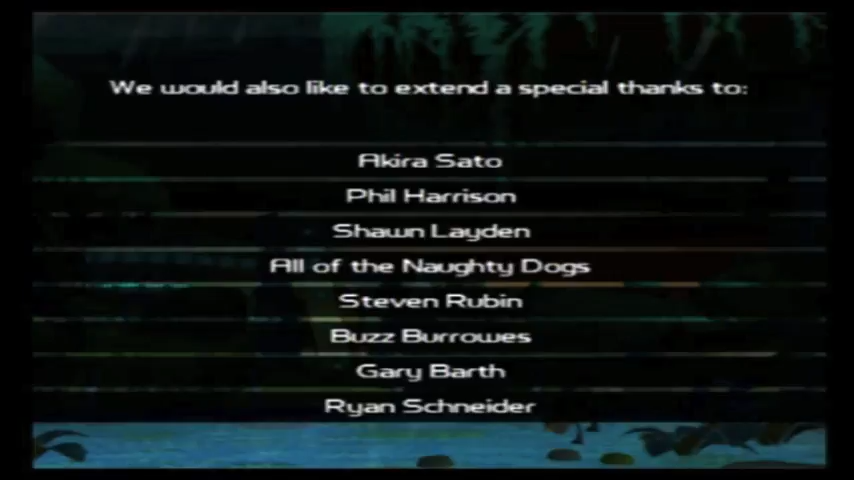 We would also like to extend a special thanks to:
Akira Sato
Phil Harrison
Shawn Layden
All of the Naughty Dogs
Steven Rubin
Buzz Burrowes
Gary Barth
Ryan Schneider